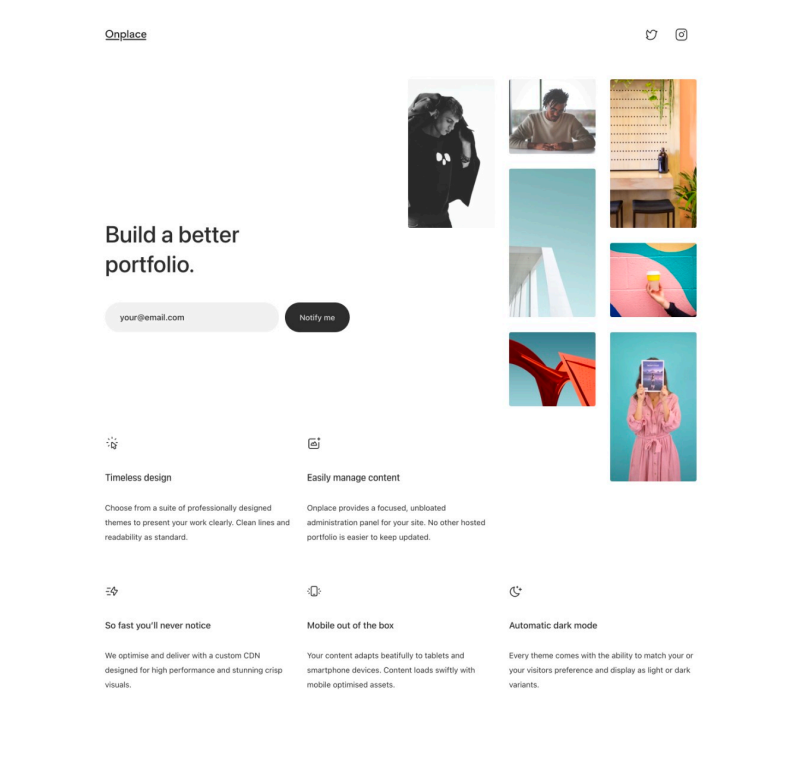 Onplace
Build a better
portfolio.
your@email.com
Notify me
Timeless design
Choose from a suite of professionally designed
themes to present your work clearly. Clean lines and
readability as standard.
Easily manage content
Onplace provides a focused, unbloated
administration panel for your site. No other hosted
portfolio is easier to keep updated.
So fast you'll never notice
We optimise and deliver with a custom CDN
designed for high performance and stunning crisp
visuals.
Mobile out of the box
Your content adapts beatifully to tablets and
smartphone devices. Content loads swiftly with
mobile optimised assets.
Automatic dark mode
Every theme comes with the ability to match your or
your visitors preference and display as light or dark
variants.